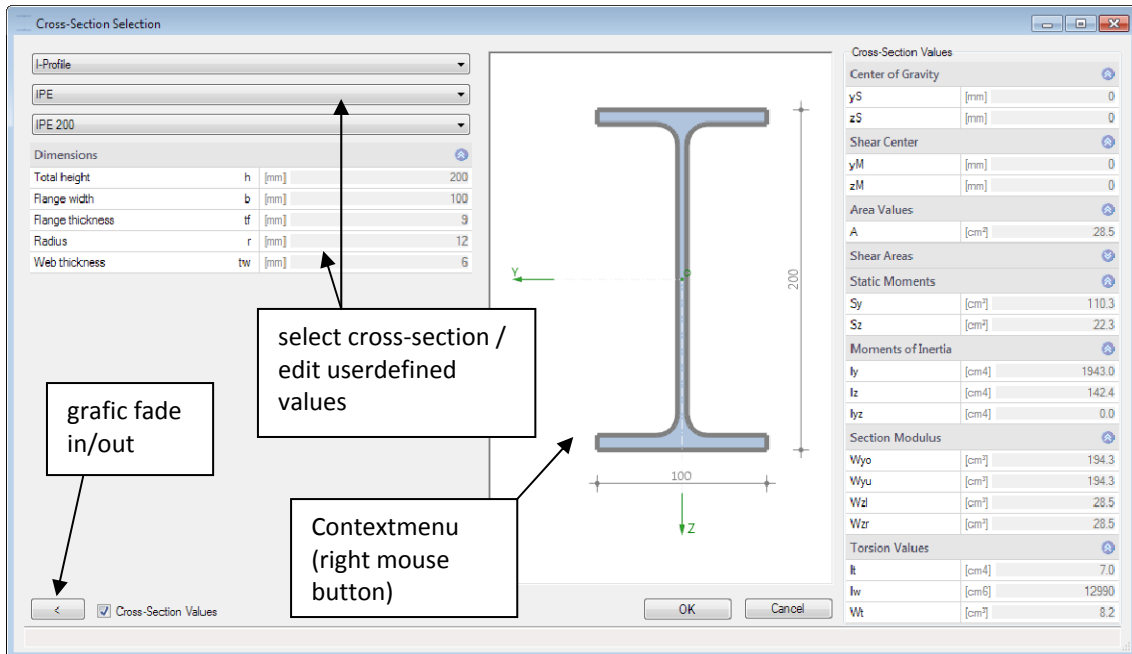 Cross-Section Selection
I-Profile
IPE
IPE 200
Dimensions
Total height h [mm] 200
Flange width b [mm] 100
Flange thickness tf [mm] 9
Radius r [mm] 12
Web thickness tw [mm] 6
select cross-section /
edit userdefined
values
grafic fade
in/out
Contextmenu
(right mouse
button)
< Cross-Section Values
Y
200
100
Z
OK Cancel
Cross-Section Values
Center of Gravity
yS [mm] 0
zS [mm] 0
Shear Center
yM [mm] 0
zM [mm] 0
Area Values
A [cm²] 28.5
Shear Areas
Static Moments
Sy [cm³] 110.3
Sz [cm³] 22.3
Moments of Inertia
Iy [cm4] 1943.0
Iz [cm4] 142.4
Iyz [cm4] 0.0
Section Modulus
Wyo [cm³] 194.3
Wyu [cm³] 194.3
Wzl [cm³] 28.5
Wzr [cm³] 28.5
Torsion Values
It [cm4] 7.0
Iw [cm6] 12990
Wt [cm³] 8.2